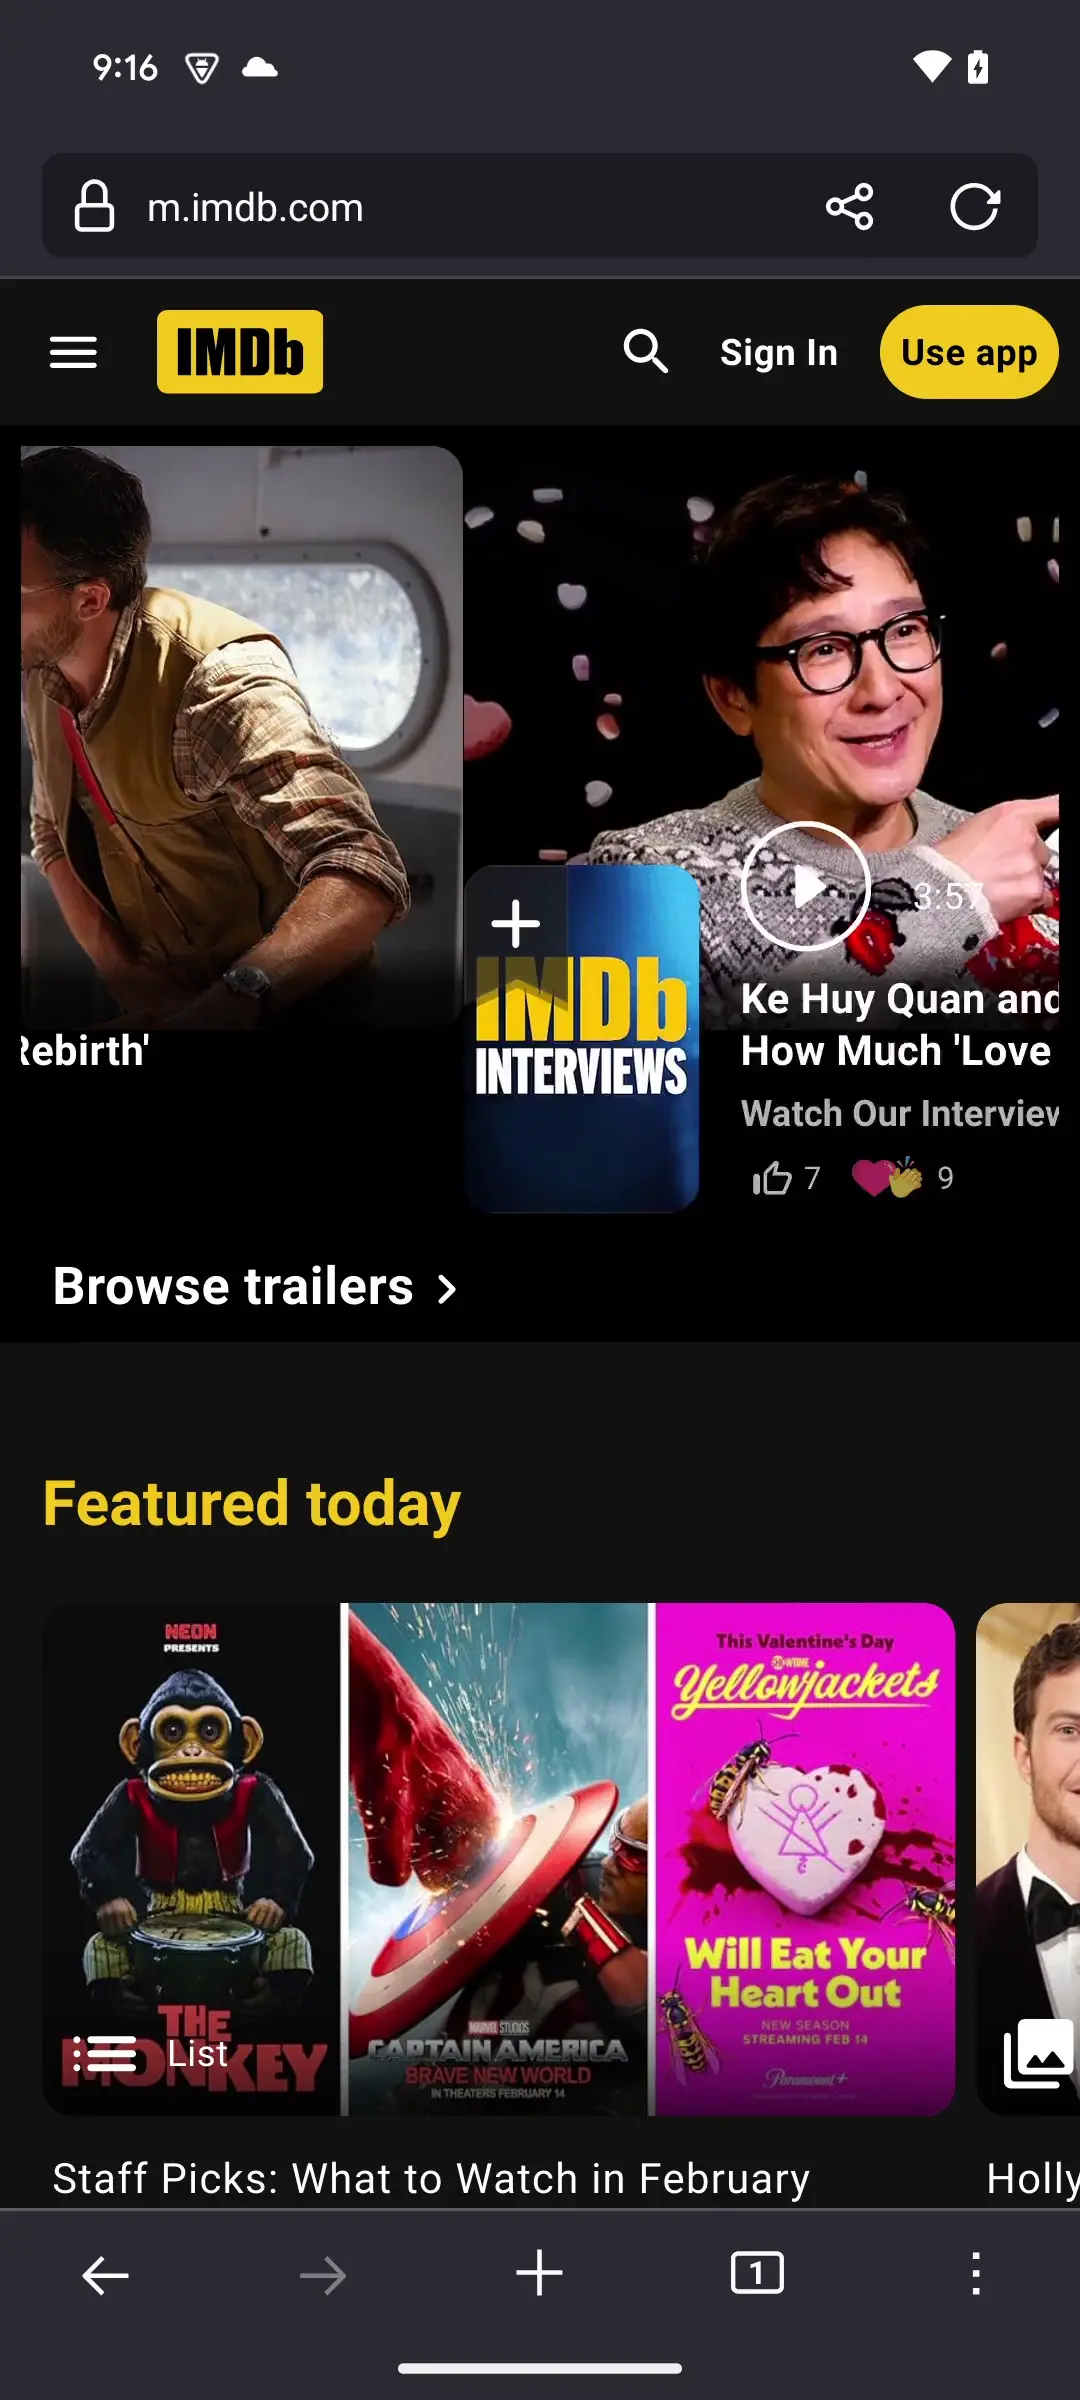 9:16
m.imdb.com
IMDb
Sign In
Use app
Rebirth'
IMDb
INTERVIEWS
3:57
Ke Huy Quan and
How Much 'Love
Watch Our Interview
7
9
Browse trailers
Featured today
NEON
PRESENTS
THE
MONKEY
List
MARVEL STUDIOS
CAPTAIN AMERICA
BRAVE NEW WORLD
IN THEATERS FEBRUARY 14
This Valentine's Day
SHOWTIME
Yellowjackets
Will Eat Your
Heart Out
NEW SEASON
STREAMING FEB 14
Paramount+
Staff Picks: What to Watch in February
Holly
1